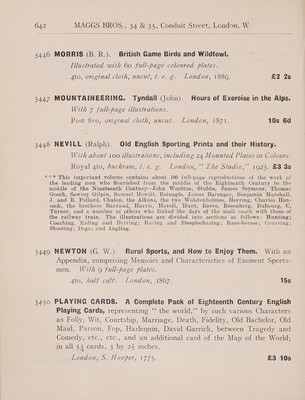 642 MAGGS BROS., 34 & 35, Conduit Street, London, W.
3446 MORRIS (B. R.). British Game Birds and Wildfowl.
Illustrated with 60 full-page coloured plates.
4to, original cloth, uncut, t. e. g. London, 1889. £2 2s
3447 MOUNTAINEERING. Tyndall (John). Hours of Exercise in the Alps.
With 7 full-page illustrations.
Post 8vo, original cloth, uncut. London, 1871. 10s 6d
3448 NEVILL (Ralph). Old English Sporting Prints and their History.
With about 100 illustrations, including 24 Mounted Plates in Colours.
Royal 4to, buckram, t. e. g. London, "The Studio," 1923. £3 3s
*** This important volume contains about 100 full-page reproductions of the work of
the leading men who flourished from the middle of the Eighteenth Century to the
middle of the Nineteenth Century—John Wootton, Stubbs, James Seymour, Thomas
Gooch, Sawrey Gilpin, Samuel Howitt, Reinagle, James Barenger, Benjamin Marshall,
J. and B. Pollard, Chalon, the Alkens, the two Wolstenholmes, Herring, Charles Han-
cock, the brothers Barraud, Harris, Hevell, Hunt, Reeve, Rosenberg, Dubourg, C.
Turner, and a number of others who linked the days of the mail coach with those of
the railway train. The illustrations are divided into sections as follows: Hunting;
Coaching, Riding and Driving; Racing and Steeplechasing; Race-horses; Coursing;
Shooting; Dogs; and Angling.
3449 NEWTON (G. W.). Rural Sports, and How to Enjoy Them. With an
Appendix, comprising Memoirs and Characteristics of Eminent Sports-
men. With 9 full-page plates.
4to, half calf. London, 1867. 15s
3450 PLAYING CARDS. A Complete Pack of Eighteenth Century English
Playing Cards, representing "the world," by such various Characters
as Folly, Wit, Courtship, Marriage, Death, Fidelity, Old Bachelor, Old
Maid, Parson, Fop, Harlequin, David Garrick, between Tragedy and
Comedy, etc., etc., and an additional card of the Map of the World;
in all 53 cards, 3 by 2½ inches.
London, S. Hooper, 1775. £3 10s